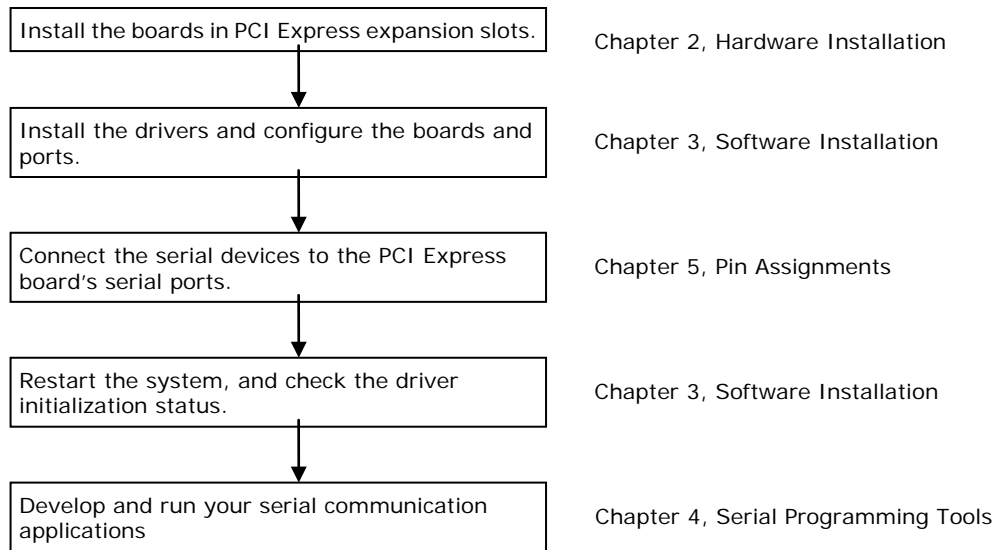 Install the boards in PCI Express expansion slots.
Chapter 2, Hardware Installation
Install the drivers and configure the boards and
ports.
Chapter 3, Software Installation
Connect the serial devices to the PCI Express
board's serial ports.
Chapter 5, Pin Assignments
Restart the system, and check the driver
initialization status.
Chapter 3, Software Installation
Develop and run your serial communication
applications
Chapter 4, Serial Programming Tools